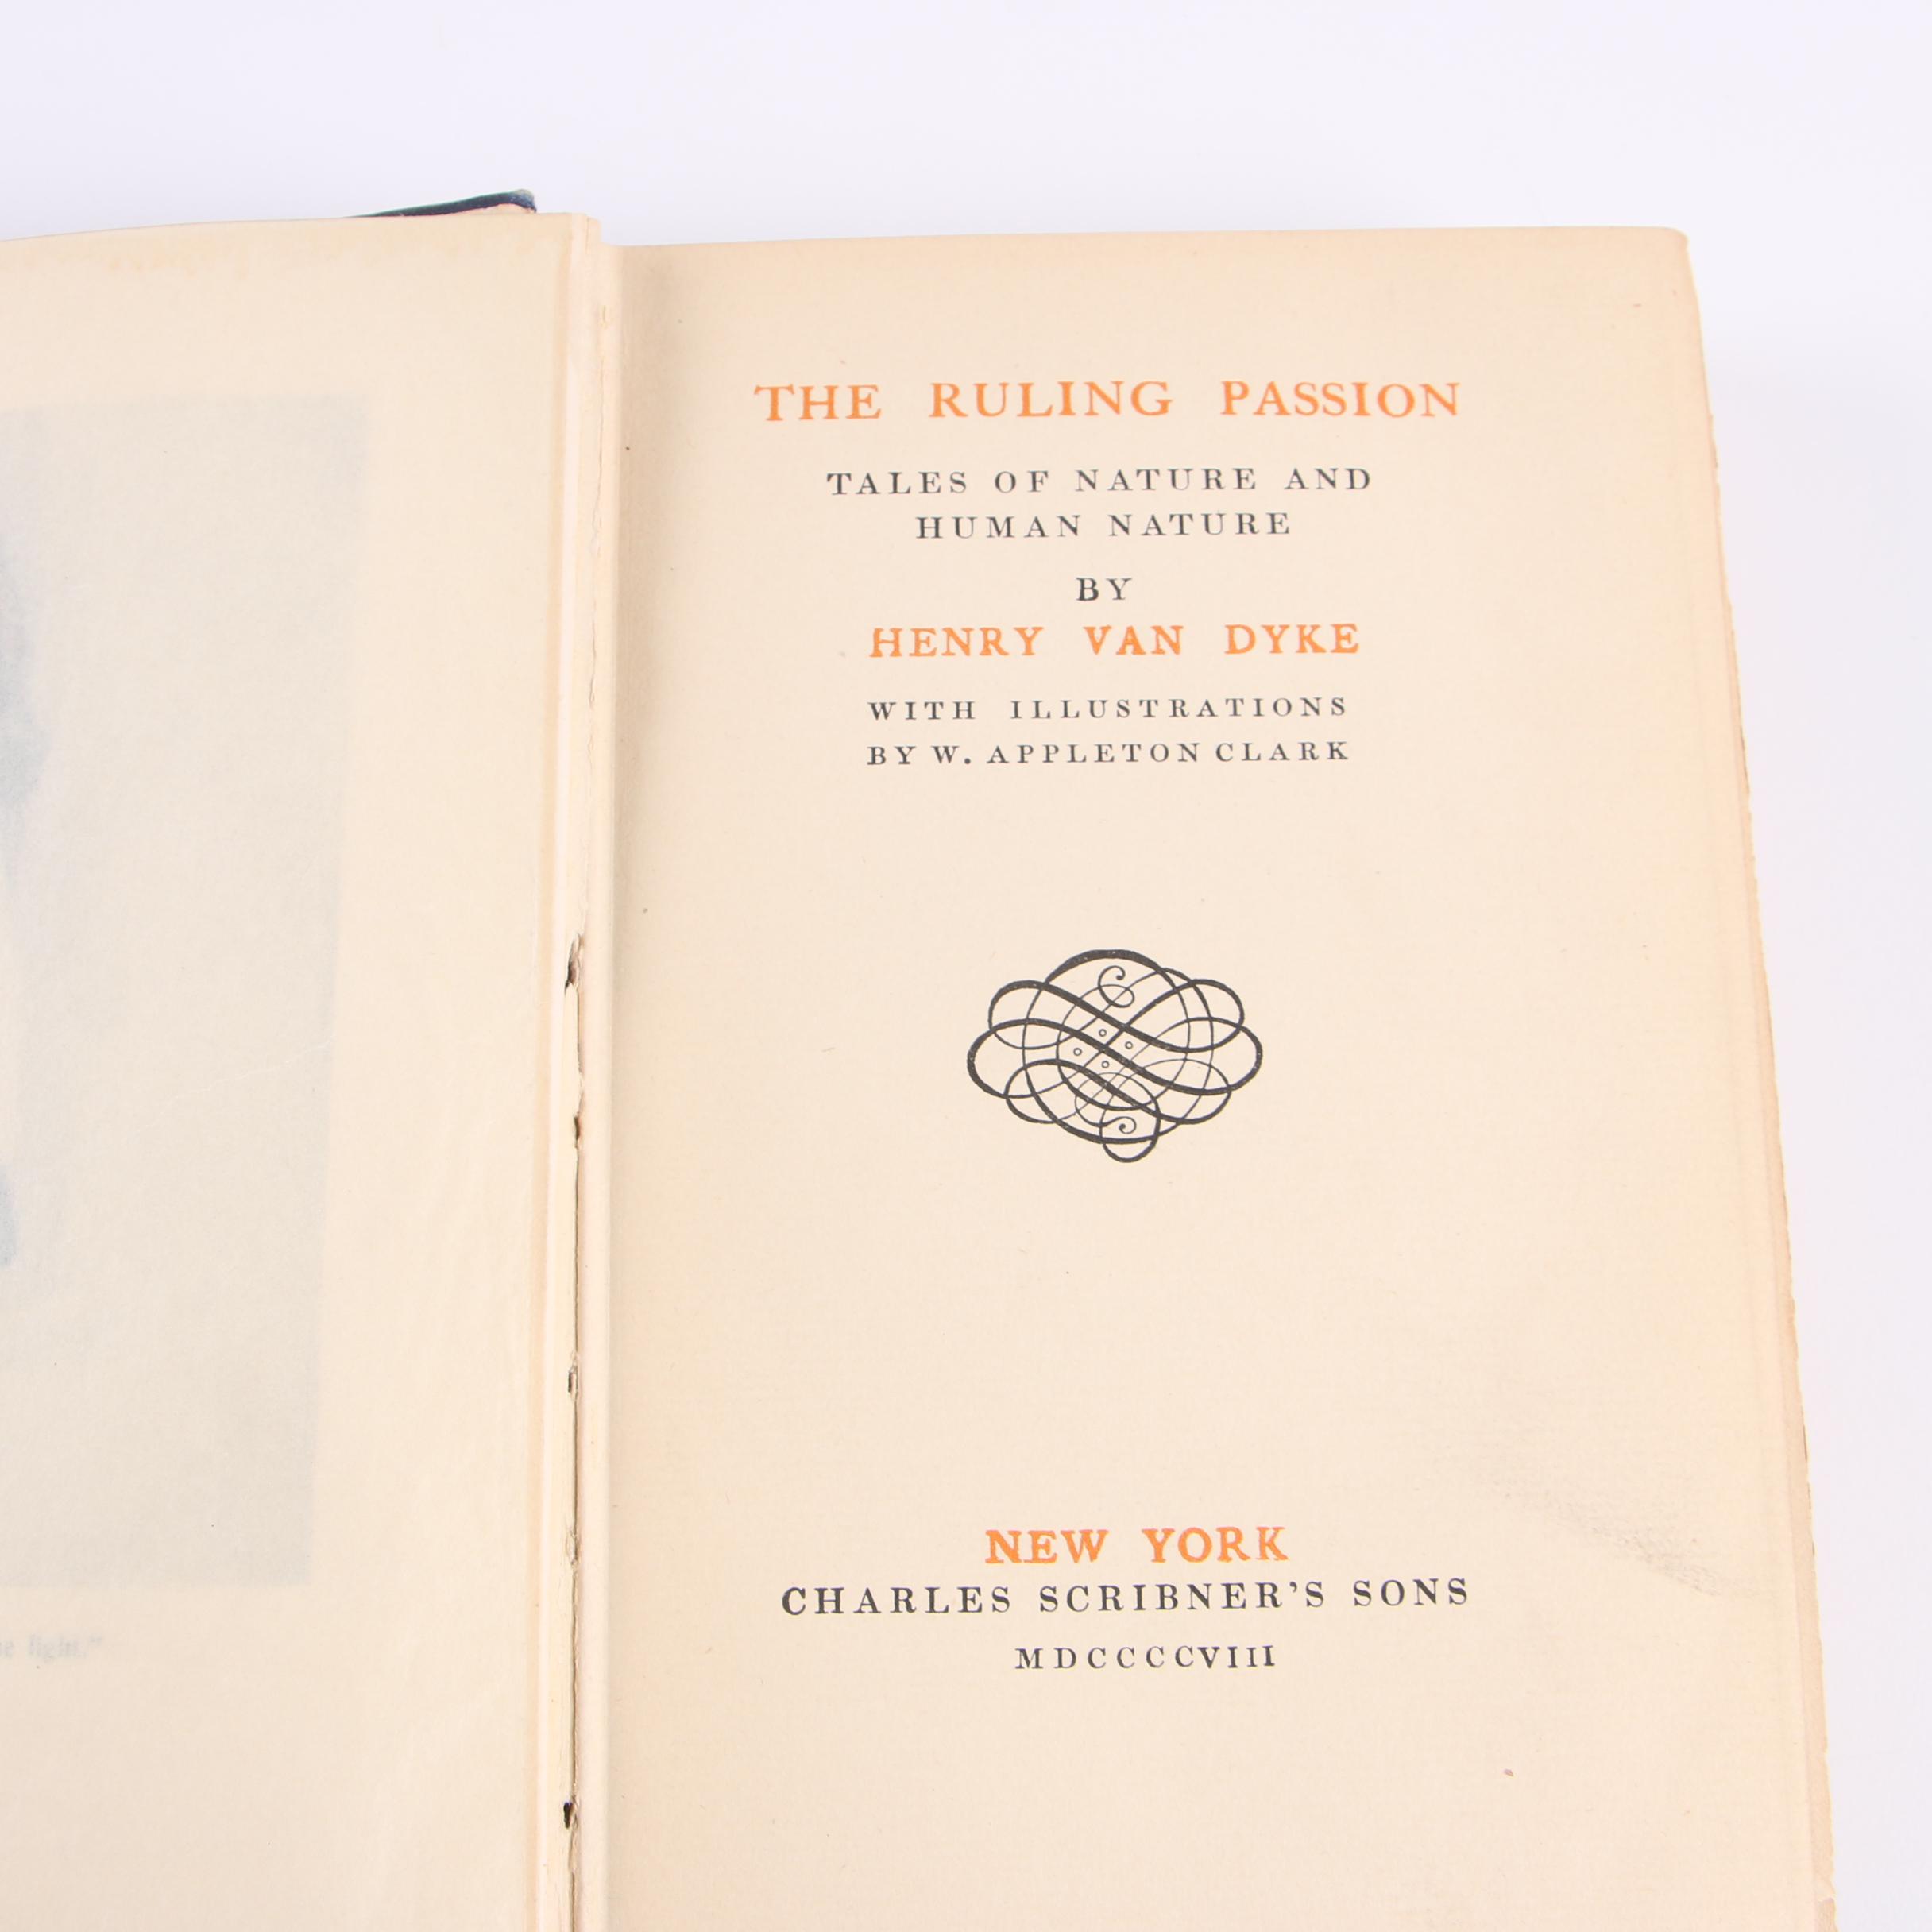 THE RULING PASSION
TALES OF NATURE AND
HUMAN NATURE
BY
HENRY VAN DYKE
WITH ILLUSTRATIONS
BY W. APPLETON CLARK
NEW YORK
CHARLES SCRIBNER'S SONS
MDCCCCVIII
light."